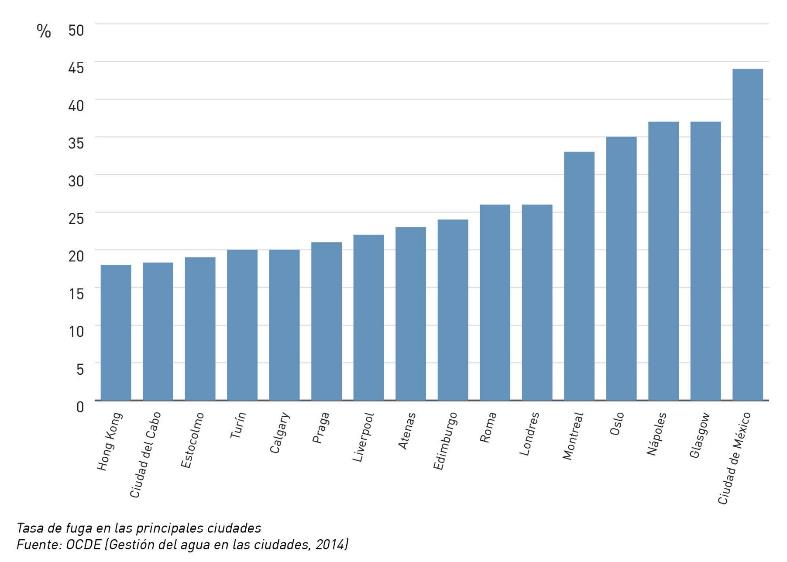 %
50
45
40
35
30
25
20
15
10
5
0
Hong Kong
Ciudad del Cabo
Estocolmo
Turín
Calgary
Praga
Liverpool
Atenas
Edimburgo
Roma
Londres
Montreal
Oslo
Nápoles
Glasgow
Ciudad de México
Tasa de fuga en las principales ciudades
Fuente: OCDE (Gestión del agua en las ciudades, 2014)